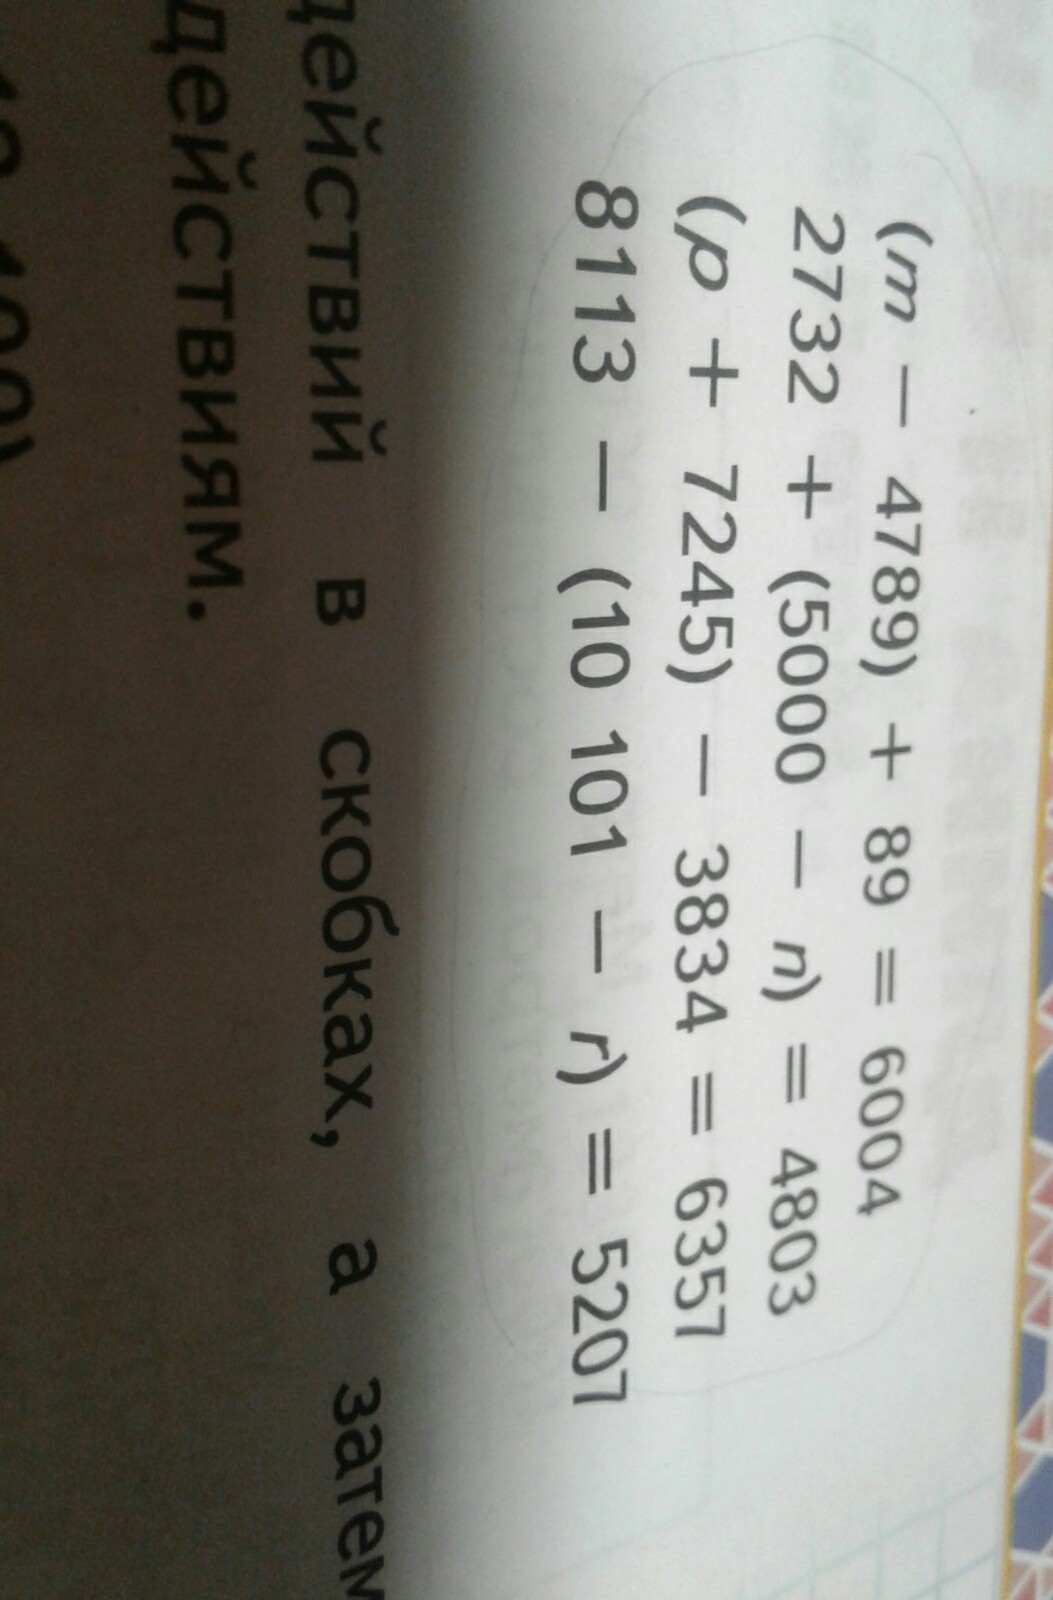 (m − 4789) + 89 = 6004
2732 + (5000 − n) = 4803
(p + 7245) − 3834 = 6357
8113 − (10 101 − r) = 5207
действий в скобках, а затем
действиям.